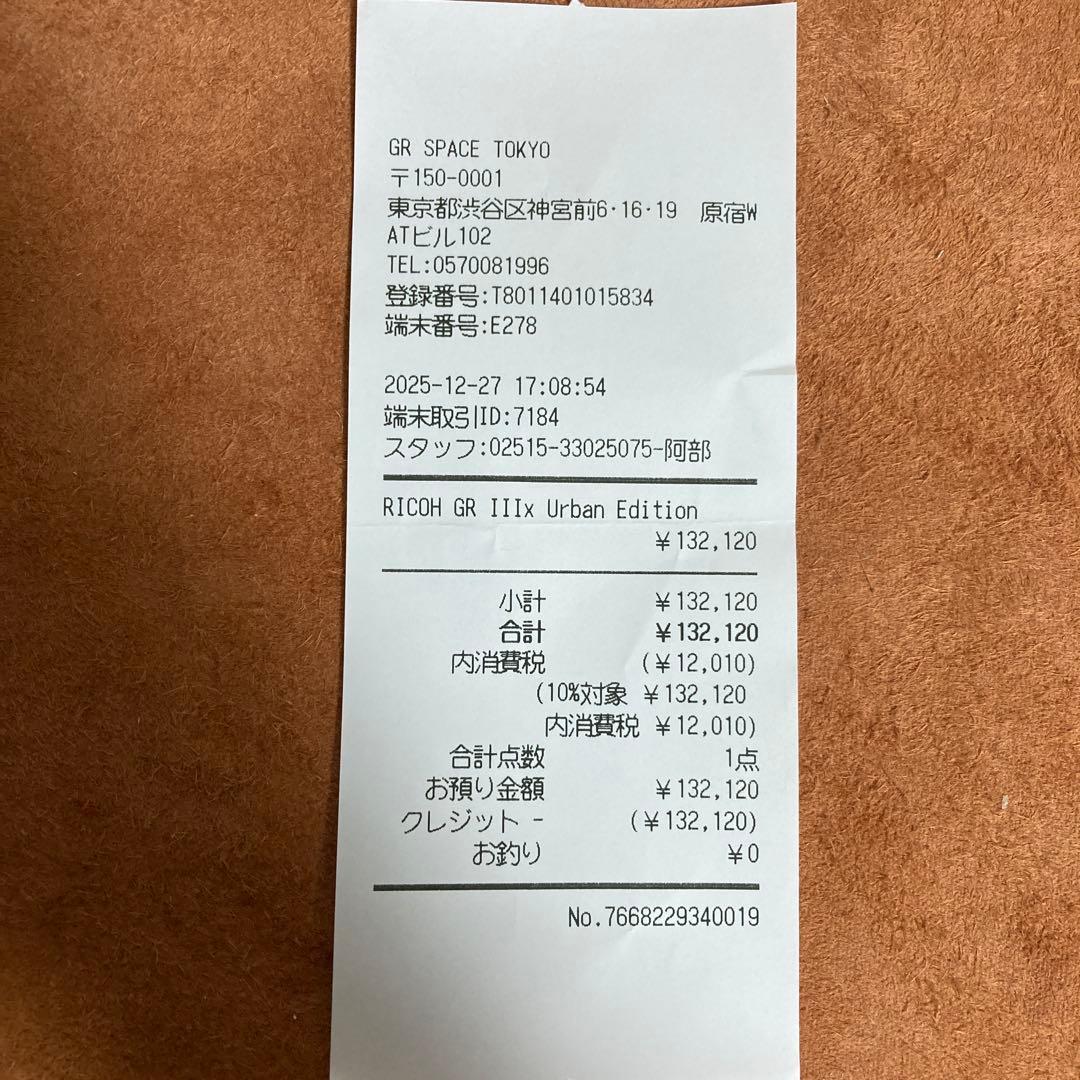 GR SPACE TOKYO
〒150-0001
東京都渋谷区神宮前6・16・19 原宿W
ATビル102
TEL:0570081996
登録番号:T8011401015834
端末番号:E278
2025-12-27 17:08:54
端末取引ID:7184
スタッフ:02515-33025075-阿部
RICOH GR IIIx Urban Edition
￥132,120
小計 ￥132,120
合計 ￥132,120
内消費税 (￥12,010)
(10%対象 ￥132,120
内消費税 ￥12,010)
合計点数 1点
お預り金額 ￥132,120
クレジット - (￥132,120)
お釣り ￥0
No.7668229340019